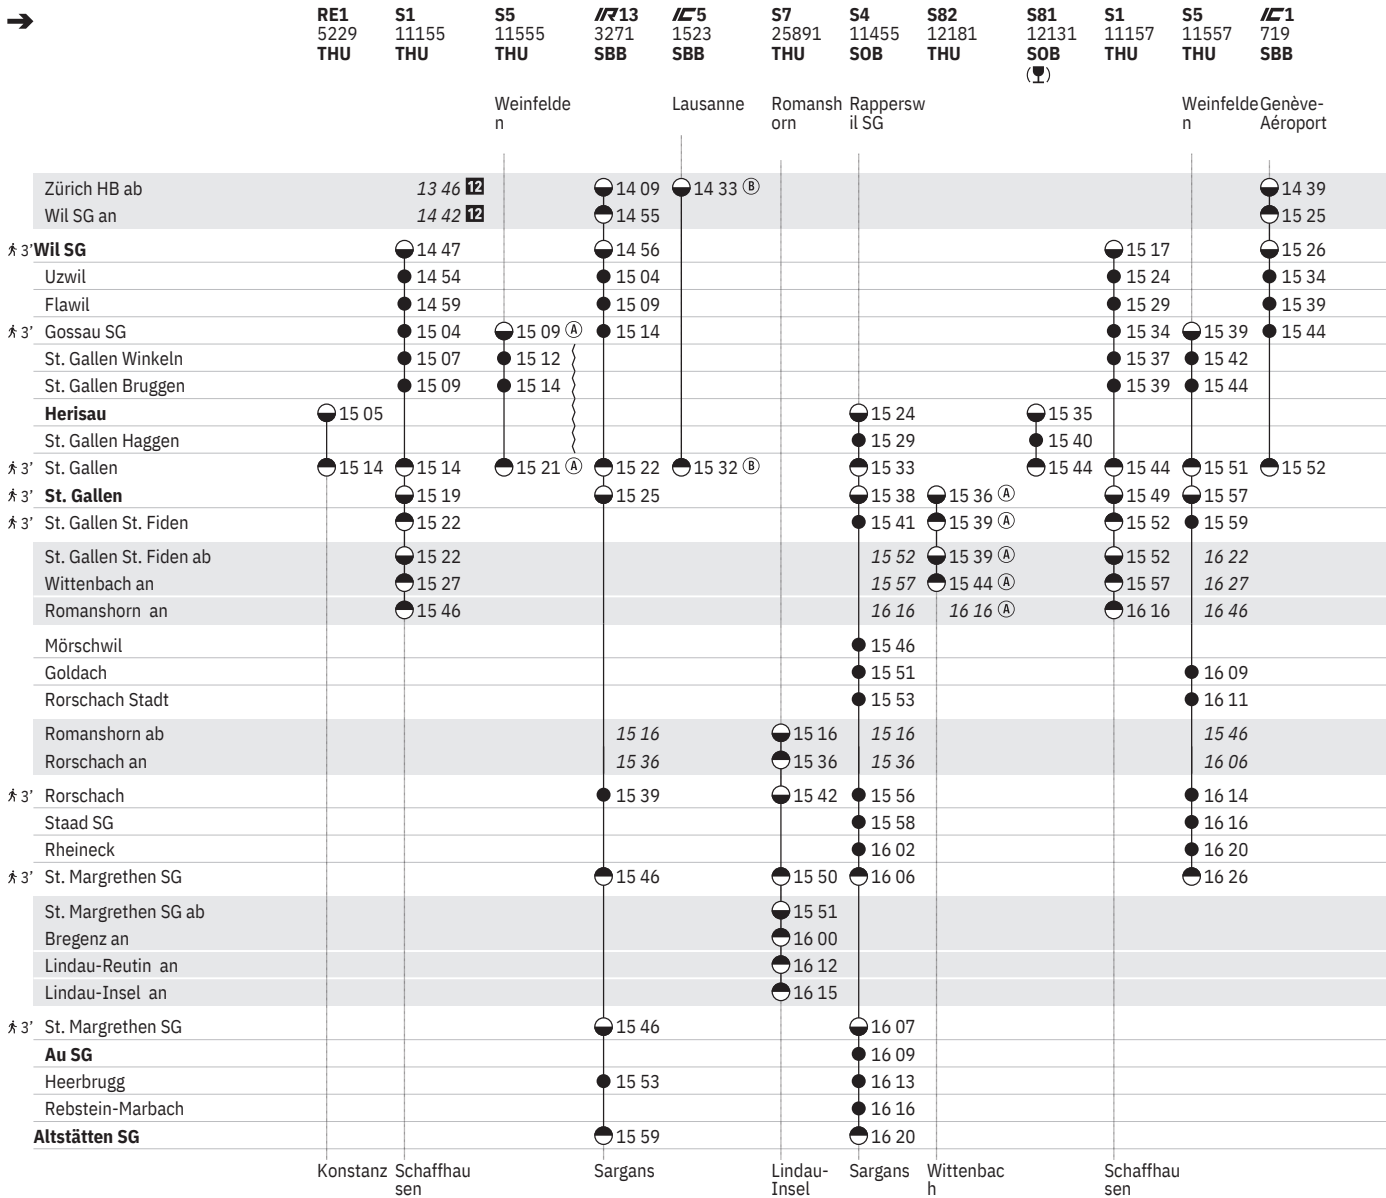 ➔ RE1 S1 S5 IR13 IC5 S7 S4 S82 S81 S1 S5 IC1
5229 11155 11555 3271 1523 25891 11455 12181 12131 11157 11557 719
THU THU THU SBB SBB THU SOB THU SOB THU THU SBB
Weinfelde Lausanne Romansh Rappersw Weinfelde Genève-
n orn il SG n Aéroport
Zürich HB ab 13 46 12 14 09 14 33 B 14 39
Wil SG an 14 42 12 14 55 15 25
3' Wil SG 14 47 14 56 15 17 15 26
Uzwil 14 54 15 04 15 24 15 34
Flawil 14 59 15 09 15 29 15 39
3' Gossau SG 15 04 15 09 A 15 14 15 34 15 39 15 44
St. Gallen Winkeln 15 07 15 12 15 37 15 42
St. Gallen Bruggen 15 09 15 14 15 39 15 44
Herisau 15 05 15 24 15 35
St. Gallen Haggen 15 29 15 40
3' St. Gallen 15 14 15 14 15 21 A 15 22 15 32 B 15 33 15 44 15 44 15 51 15 52
3' St. Gallen 15 19 15 25 15 38 15 36 A 15 49 15 57
3' St. Gallen St. Fiden 15 22 15 41 15 39 A 15 52 15 59
St. Gallen St. Fiden ab 15 22 15 52 15 39 A 15 52 16 22
Wittenbach an 15 27 15 57 15 44 A 15 57 16 27
Romanshorn an 15 46 16 16 16 16 A 16 16 16 46
Mörschwil 15 46
Goldach 15 51 16 09
Rorschach Stadt 15 53 16 11
Romanshorn ab 15 16 15 16 15 16 15 46
Rorschach an 15 36 15 36 15 36 16 06
3' Rorschach 15 39 15 42 15 56 16 14
Staad SG 15 58 16 16
Rheineck 16 02 16 20
3' St. Margrethen SG 15 46 15 50 16 06 16 26
St. Margrethen SG ab 15 51
Bregenz an 16 00
Lindau-Reutin an 16 12
Lindau-Insel an 16 15
3' St. Margrethen SG 15 46 16 07
Au SG 16 09
Heerbrugg 15 53 16 13
Rebstein-Marbach 16 16
Altstätten SG 15 59 16 20
Konstanz Schaffhau Sargans Lindau- Sargans Wittenbac Schaffhau
sen Insel h sen